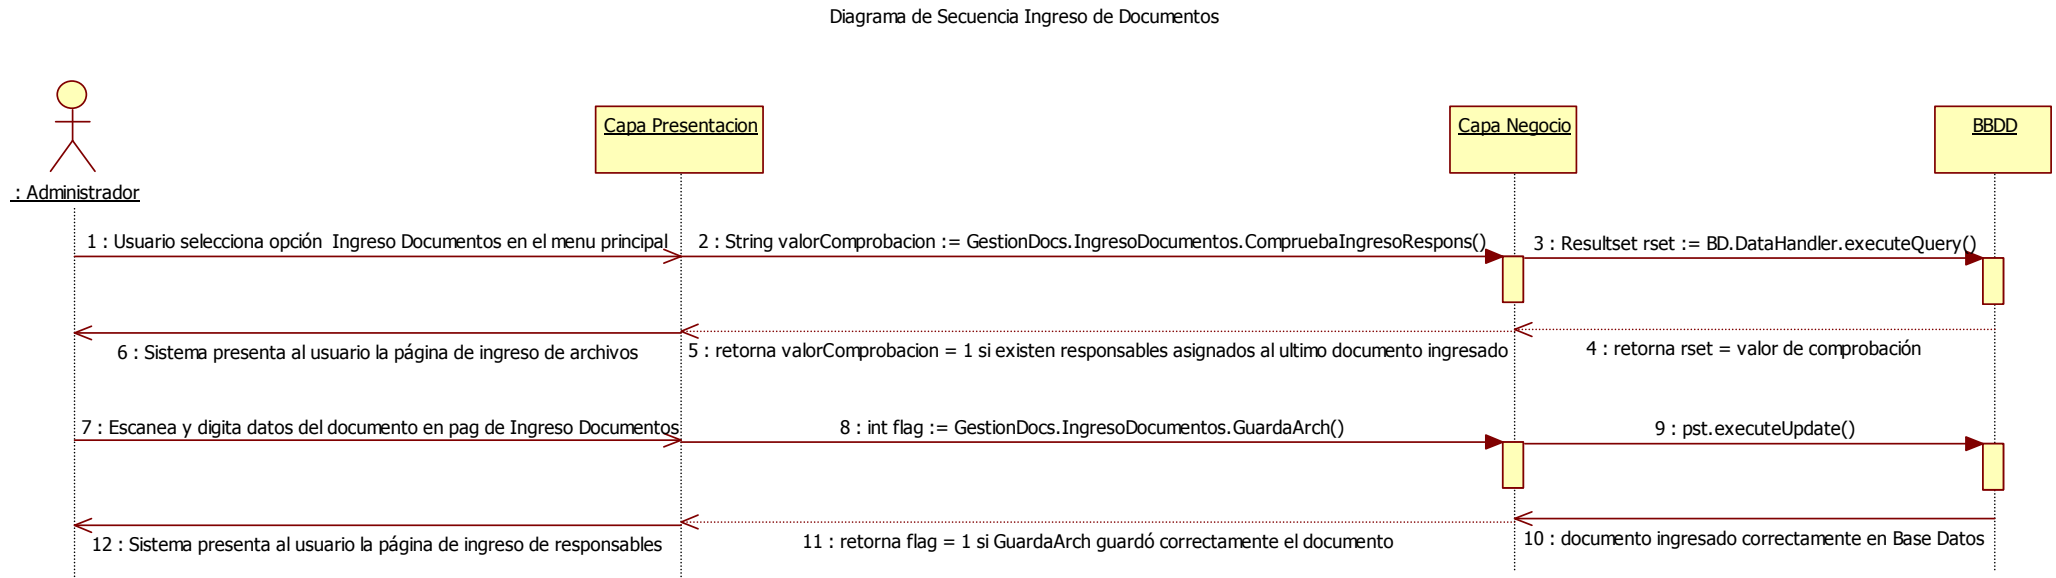 Diagrama de Secuencia Ingreso de Documentos
: Administrador
Capa Presentacion
Capa Negocio
BBDD
1 : Usuario selecciona opción  Ingreso Documentos en el menu principal
2 : String valorComprobacion := GestionDocs.IngresoDocumentos.CompruebaIngresoRespons()
3 : Resultset rset := BD.DataHandler.executeQuery()
4 : retorna rset = valor de comprobación
5 : retorna valorComprobacion = 1 si existen responsables asignados al ultimo documento ingresado
6 : Sistema presenta al usuario la página de ingreso de archivos
7 : Escanea y digita datos del documento en pag de Ingreso Documentos
8 : int flag := GestionDocs.IngresoDocumentos.GuardaArch()
9 : pst.executeUpdate()
10 : documento ingresado correctamente en Base Datos
11 : retorna flag = 1 si GuardaArch guardó correctamente el documento
12 : Sistema presenta al usuario la página de ingreso de responsables